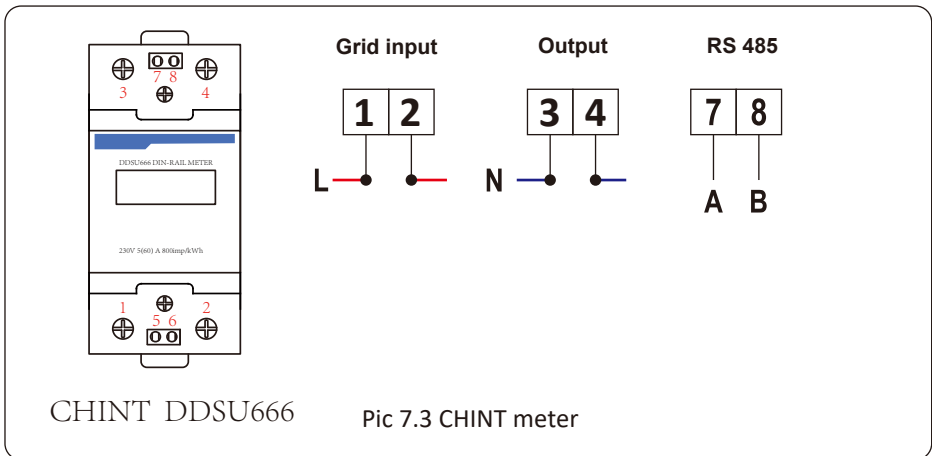 Grid input Output RS 485
7 8
3 4
1 2 3 4 7 8
DDSU666 DIN-RAIL METER
L N
A B
230V 5(60) A 800imp/kWh
1 2
5 6
CHINT DDSU666
Pic 7.3 CHINT meter